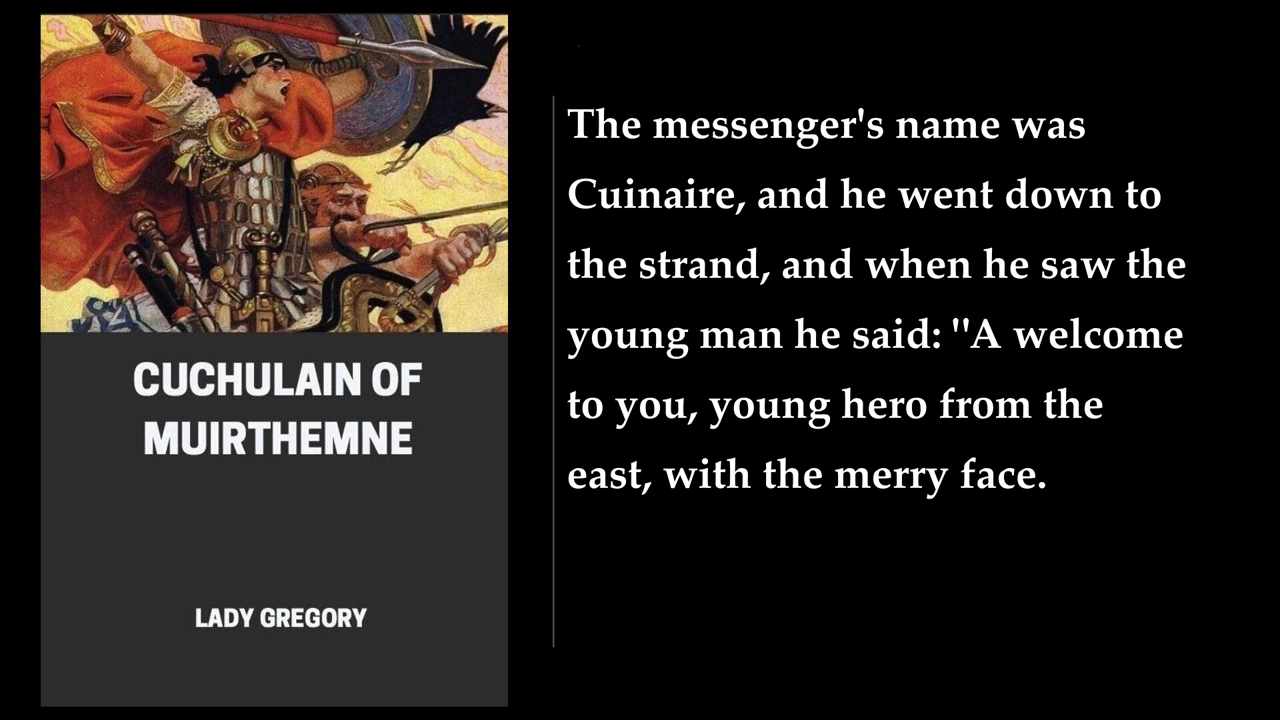 CUCHULAIN OF
MUIRTHEMNE
LADY GREGORY
The messenger's name was
Cuinaire, and he went down to
the strand, and when he saw the
young man he said: "A welcome
to you, young hero from the
east, with the merry face.